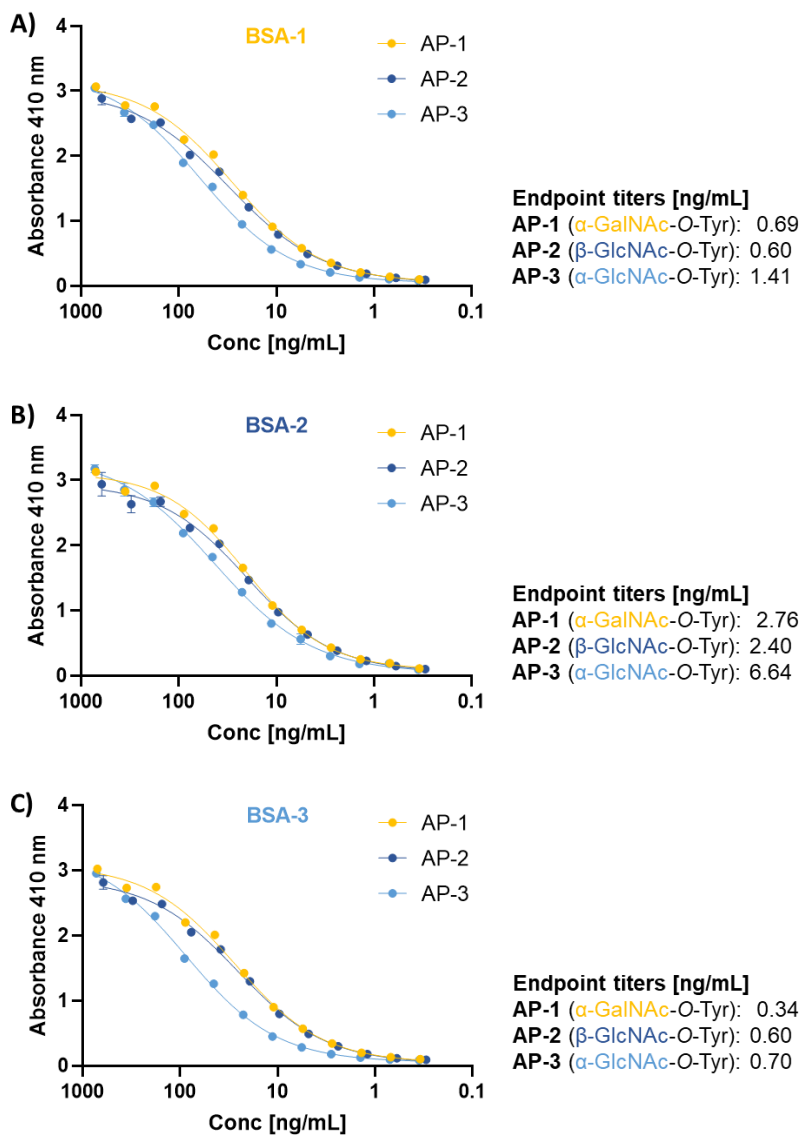 A)
BSA-1
AP-1
AP-2
AP-3
4
3
2
1
0
Absorbance 410 nm
1000 100 10 1 0.1
Conc [ng/mL]
Endpoint titers [ng/mL]
AP-1 (α-GalNAc-O-Tyr): 0.69
AP-2 (β-GlcNAc-O-Tyr): 0.60
AP-3 (α-GlcNAc-O-Tyr): 1.41
B)
BSA-2
AP-1
AP-2
AP-3
4
3
2
1
0
Absorbance 410 nm
1000 100 10 1 0.1
Conc [ng/mL]
Endpoint titers [ng/mL]
AP-1 (α-GalNAc-O-Tyr): 2.76
AP-2 (β-GlcNAc-O-Tyr): 2.40
AP-3 (α-GlcNAc-O-Tyr): 6.64
C)
BSA-3
AP-1
AP-2
AP-3
4
3
2
1
0
Absorbance 410 nm
1000 100 10 1 0.1
Conc [ng/mL]
Endpoint titers [ng/mL]
AP-1 (α-GalNAc-O-Tyr): 0.34
AP-2 (β-GlcNAc-O-Tyr): 0.60
AP-3 (α-GlcNAc-O-Tyr): 0.70